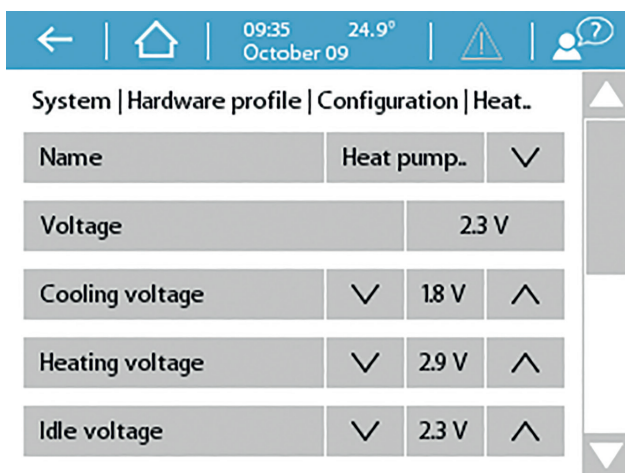 09:35 24.9°
October 09
?
System | Hardware profile | Configuration | Heat..
Name Heat pump..
Voltage 2.3 V
Cooling voltage 1.8 V
Heating voltage 2.9 V
Idle voltage 2.3 V